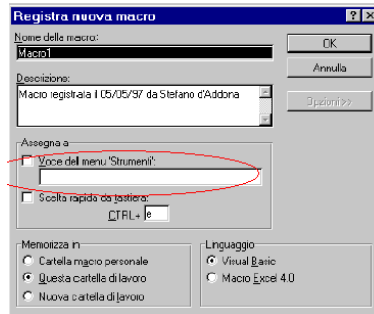 Registra nuova macro
Nome della macro:
Macro1
OK
Annulla
Opzioni >>
Descrizione:
Macro registrata il 05/05/97 da Stefano d'Addona
Assegna a
Voce del menu 'Strumenti':
Scelta rapida da tastiera:
CTRL+ e
Memorizza in
Cartella macro personale
Questa cartella di lavoro
Nuova cartella di lavoro
Linguaggio
Visual Basic
Macro Excel 4.0